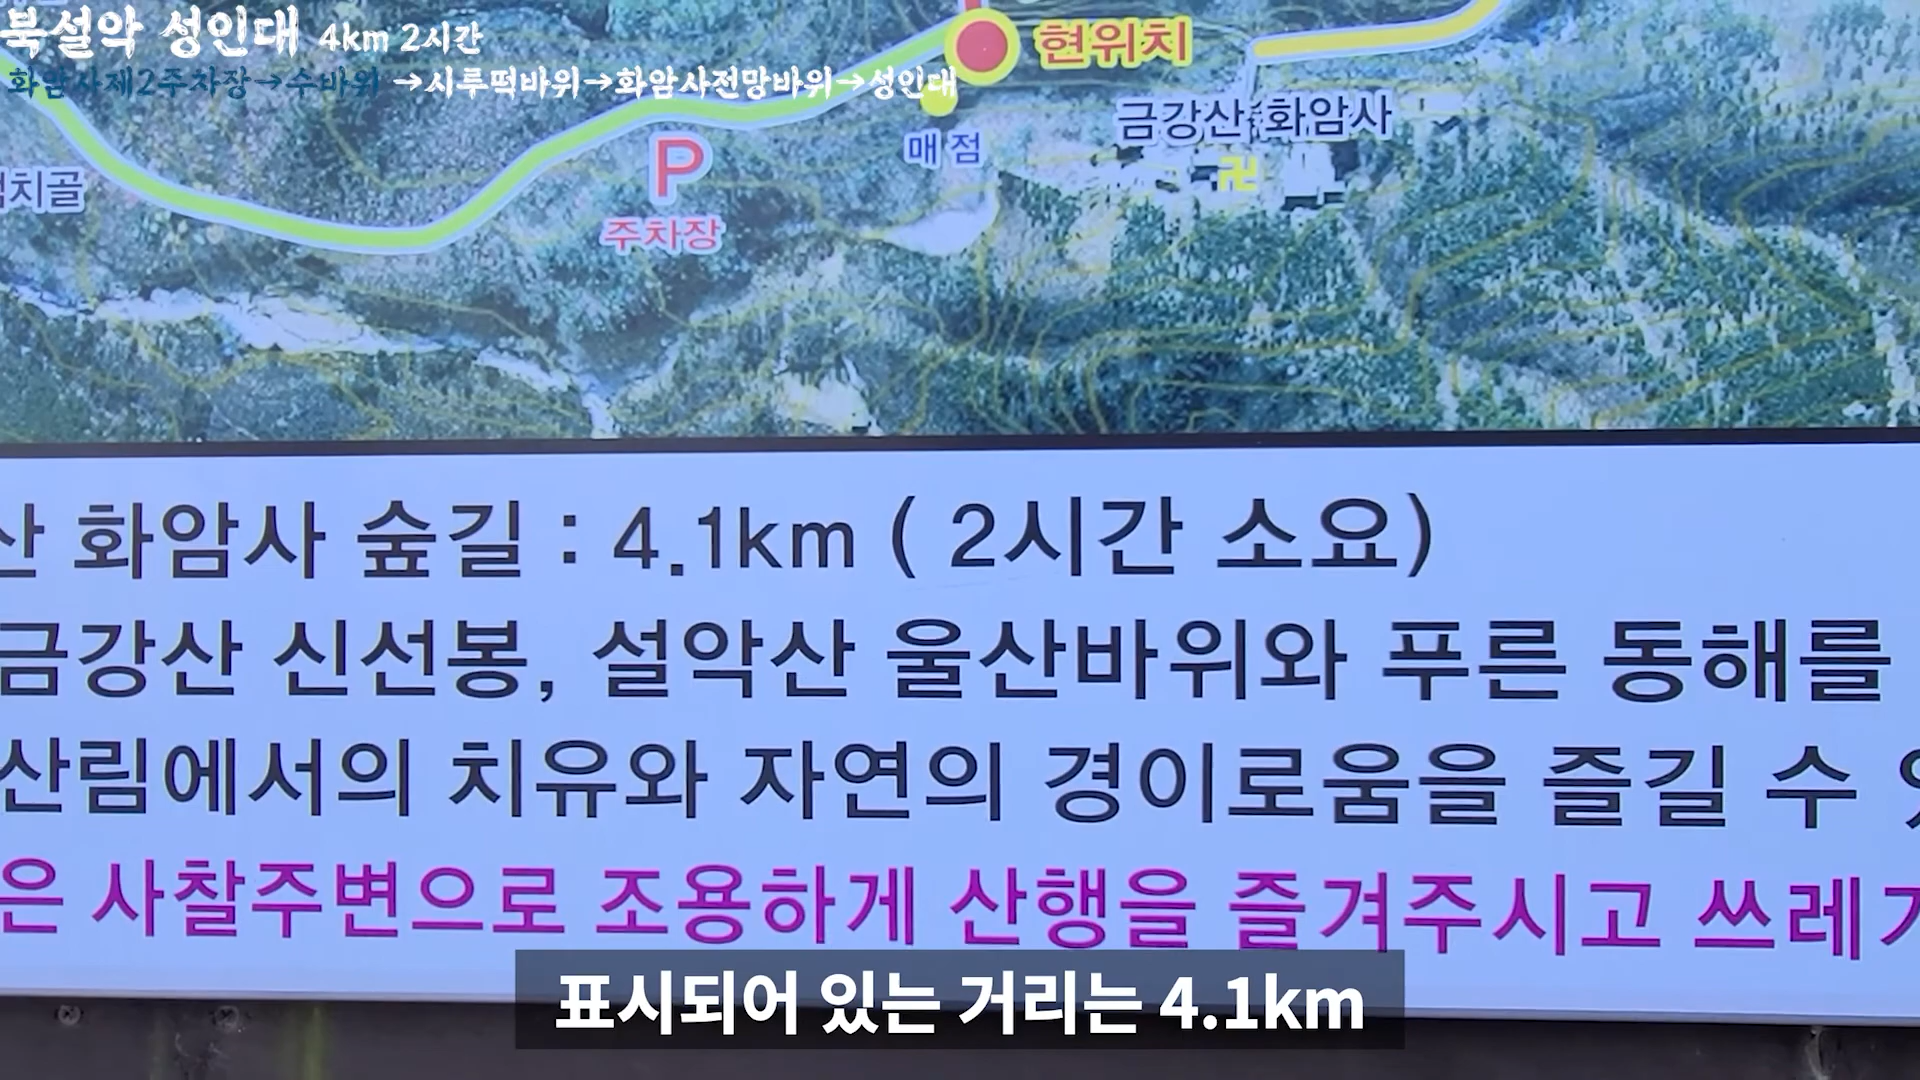 북설악 성인대 4km 2시간
화암사제2주차장→수바위→시루떡바위→화암사전망바위→성인대
현위치
금강산 화암사
매점
P
치골
주차장
산 화암사 숲길 : 4.1km ( 2시간 소요)
금강산 신선봉, 설악산 울산바위와 푸른 동해를
산림에서의 치유와 자연의 경이로움을 즐길 수
은 사찰주변으로 조용하게 산행을 즐겨주시고 쓰레
표시되어 있는 거리는 4.1km